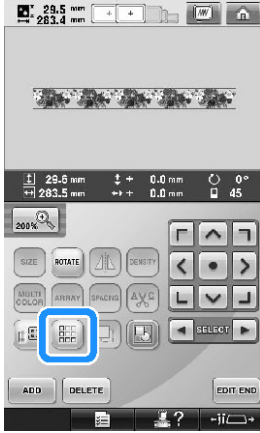 29.5 mm
283.4 mm
29.6 mm 0.0 mm 0°
283.5 mm 0.0 mm 45
200%
SIZE ROTATE DENSITY
MULTI COLOR ARRAY SPACING
SELECT
ADD DELETE EDIT END